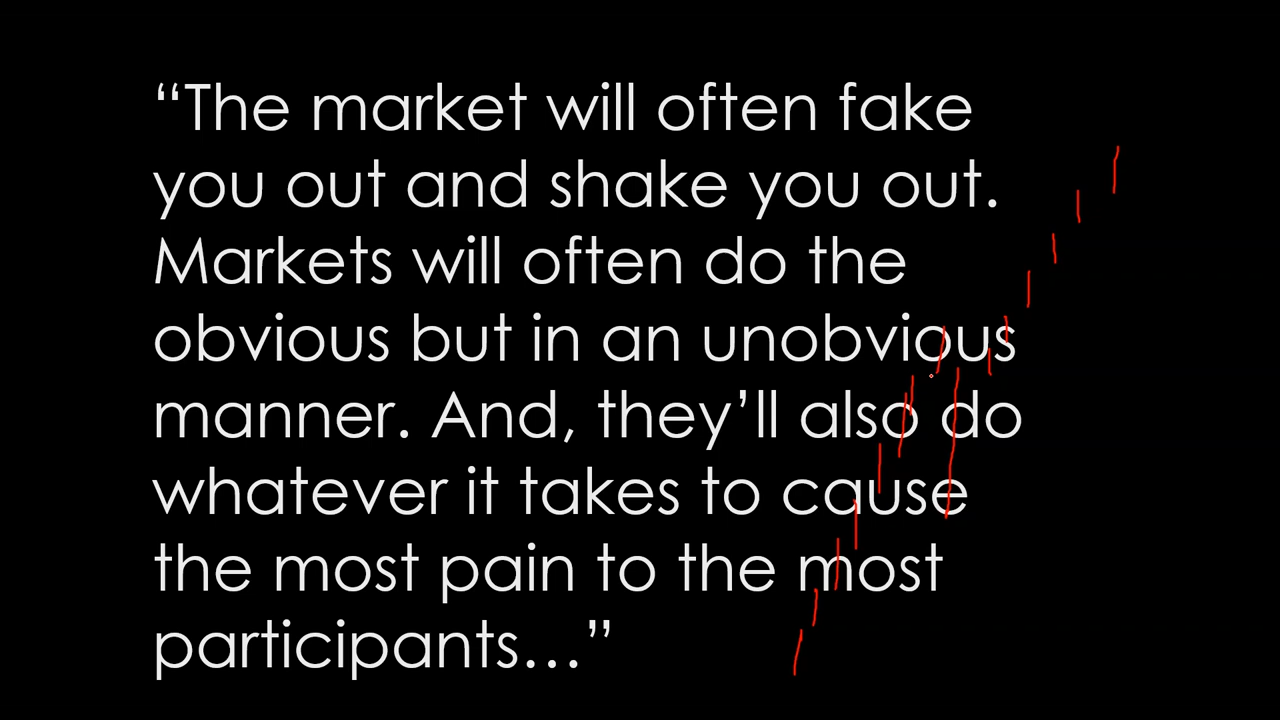 “The market will often fake
you out and shake you out.
Markets will often do the
obvious but in an unobvious
manner. And, they’ll also do
whatever it takes to cause
the most pain to the most
participants…”